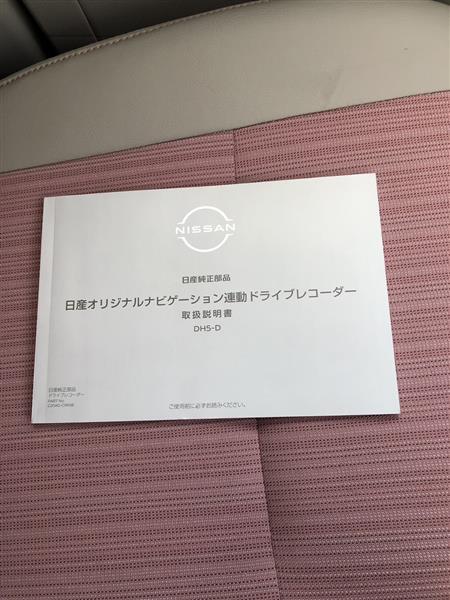 NISSAN
日産純正部品
日産オリジナルナビゲーション連動ドライブレコーダー
取扱説明書
DH5-D
日産純正部品
ドライブレコーダー
PART No.
ご使用前に必ずお読みください。